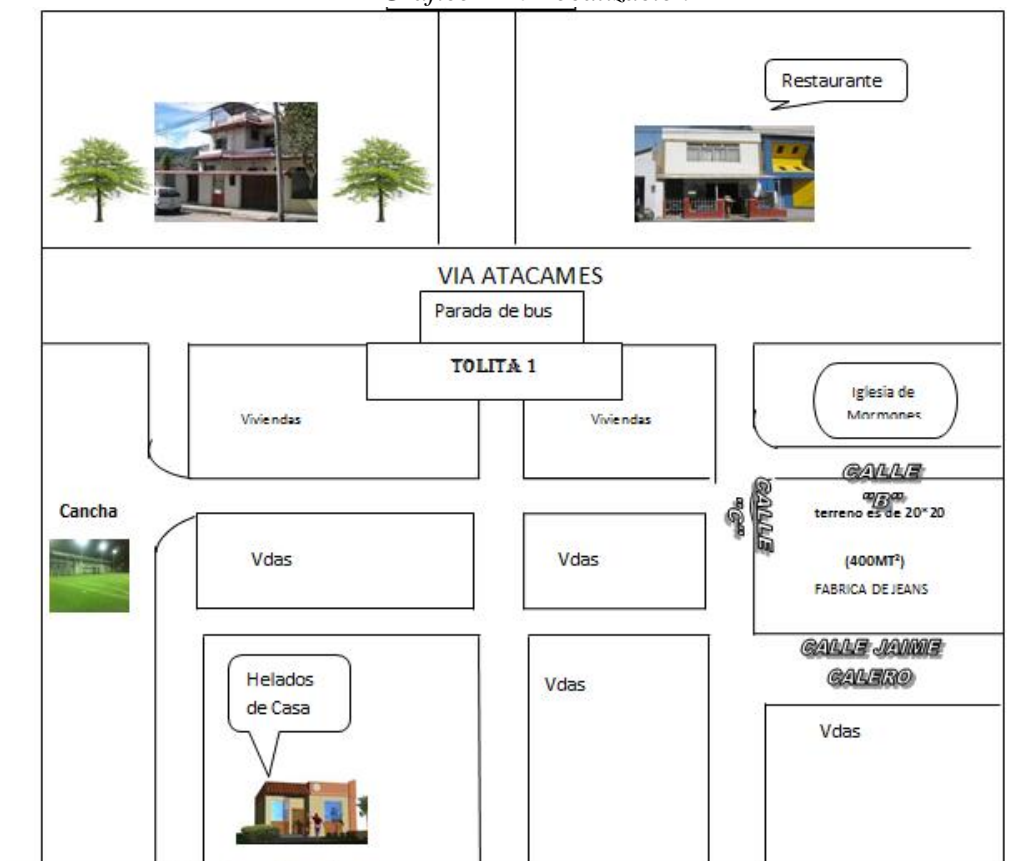 Restaurante
VIA ATACAMES
Parada de bus
TOLITA 1
Viviendas
Viviendas
Iglesia de
Mormones
CALLE
"B"
CALLE
"C"
Cancha
terreno es de 20*20
(400MT²)
FABRICA DE JEANS
Vdas
Vdas
CALLE JAIME
CALERO
Helados
de Casa
Vdas
Vdas